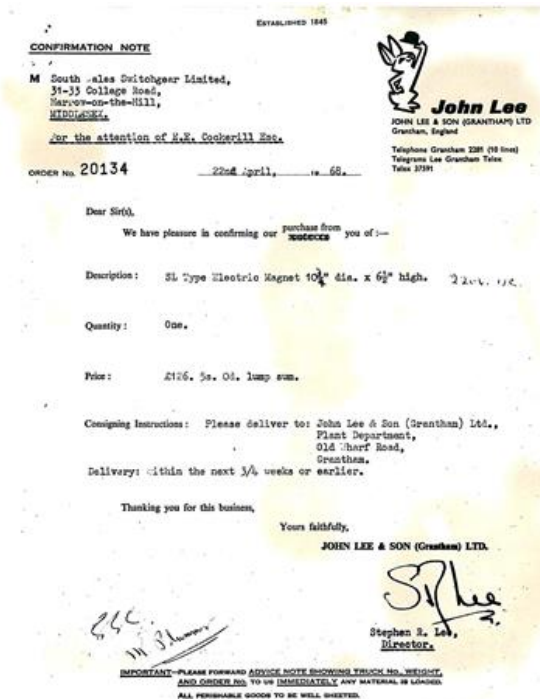 ESTABLISHED 1845
CONFIRMATION NOTE
M South ales Switchgear Limited,
31-33 College Road,
Harrow-on-the-Hill,
MIDDLESEX.
For the attention of E.E. Cockerill Esq.
John Lee
JOHN LEE & SON (GRANTHAM) LTD
Grantham, England
Telephone Grantham 2281 (10 lines)
Telegrams Lee Grantham Telex
Telex 37591
ORDER No. 20134 22nd April, 19 68.
Dear Sir(s),
We have pleasure in confirming our purchase from you of :—
Description : SL Type Electric Magnet 10½" dia. x 6½" high.
Quantity : One.
Price : £126. 5s. 0d. lump sum.
Consigning Instructions : Please deliver to: John Lee & Son (Grantham) Ltd.,
Plant Department,
Old Wharf Road,
Grantham.
Delivery: Within the next 3/4 weeks or earlier.
Thanking you for this business,
Yours faithfully,
JOHN LEE & SON (Grantham) LTD.
Stephen R. Lee,
Director.
IMPORTANT—PLEASE FORWARD ADVICE NOTE SHOWING TRUCK No., WEIGHT,
AND ORDER No. TO US IMMEDIATELY ANY MATERIAL IS LOADED.
ALL PERISHABLE GOODS TO BE WELL SHEETED.